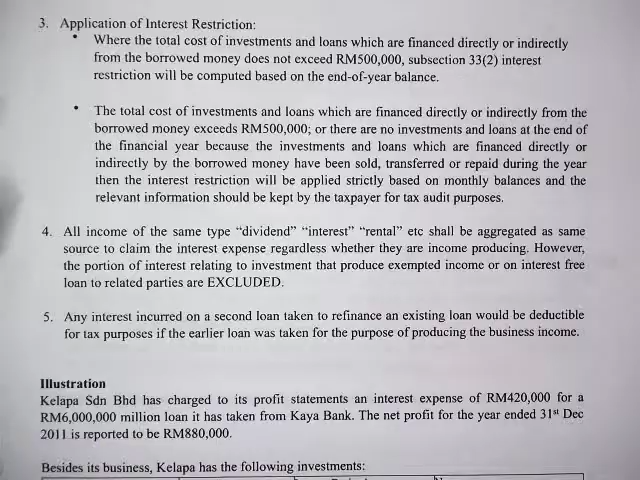 3. Application of Interest Restriction:
• Where the total cost of investments and loans which are financed directly or indirectly
from the borrowed money does not exceed RM500,000, subsection 33(2) interest
restriction will be computed based on the end-of-year balance.
• The total cost of investments and loans which are financed directly or indirectly from the
borrowed money exceeds RM500,000; or there are no investments and loans at the end of
the financial year because the investments and loans which are financed directly or
indirectly by the borrowed money have been sold, transferred or repaid during the year
then the interest restriction will be applied strictly based on monthly balances and the
relevant information should be kept by the taxpayer for tax audit purposes.
4. All income of the same type “dividend” “interest” “rental” etc shall be aggregated as same
source to claim the interest expense regardless whether they are income producing. However,
the portion of interest relating to investment that produce exempted income or on interest free
loan to related parties are EXCLUDED.
5. Any interest incurred on a second loan taken to refinance an existing loan would be deductible
for tax purposes if the earlier loan was taken for the purpose of producing the business income.
Illustration
Kelapa Sdn Bhd has charged to its profit statements an interest expense of RM420,000 for a
RM6,000,000 million loan it has taken from Kaya Bank. The net profit for the year ended 31st Dec
2011 is reported to be RM880,000.
Besides its business, Kelapa has the following investments: